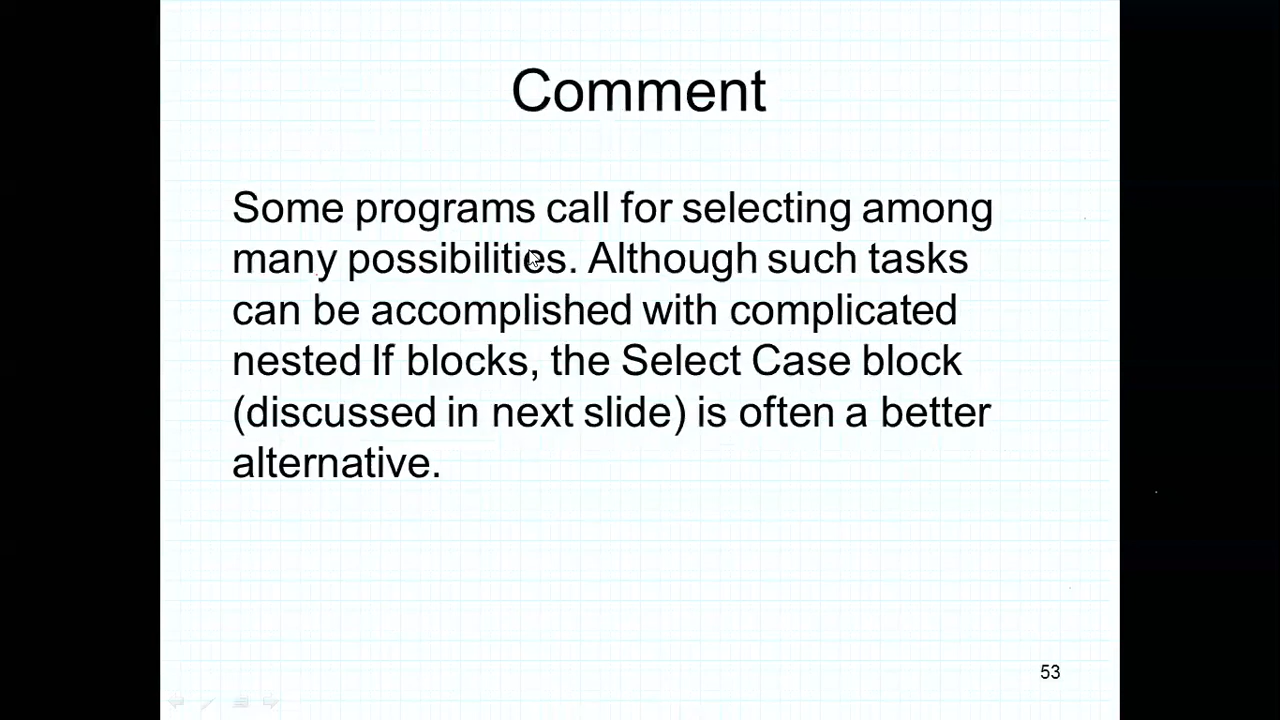 Comment
Some programs call for selecting among
many possibilities. Although such tasks
can be accomplished with complicated
nested If blocks, the Select Case block
(discussed in next slide) is often a better
alternative.
53